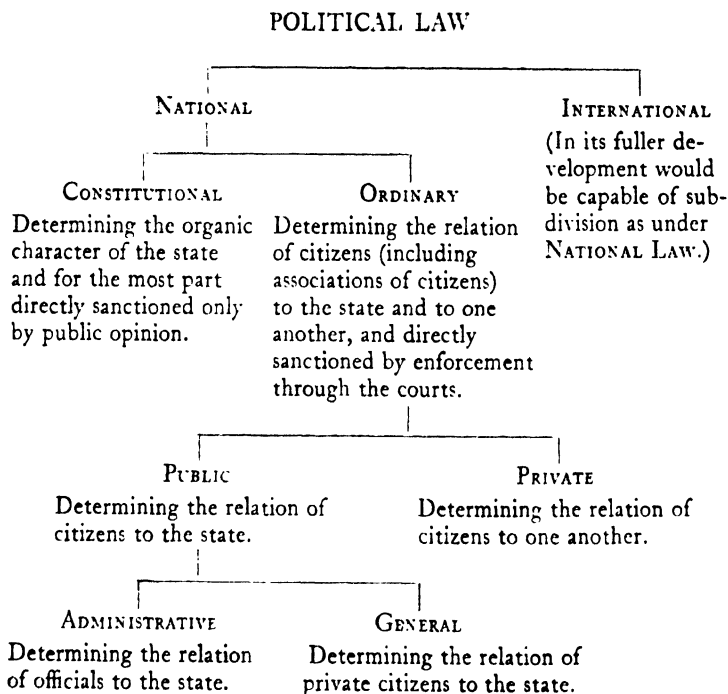 POLITICAL LAW
NATIONAL
INTERNATIONAL
(In its fuller de-
velopment would
be capable of sub-
division as under
NATIONAL LAW.)
CONSTITUTIONAL
Determining the organic
character of the state
and for the most part
directly sanctioned only
by public opinion.
ORDINARY
Determining the relation
of citizens (including
associations of citizens)
to the state and to one
another, and directly
sanctioned by enforcement
through the courts.
PUBLIC
Determining the relation of
citizens to the state.
PRIVATE
Determining the relation of
citizens to one another.
ADMINISTRATIVE
Determining the relation
of officials to the state.
GENERAL
Determining the relation of
private citizens to the state.